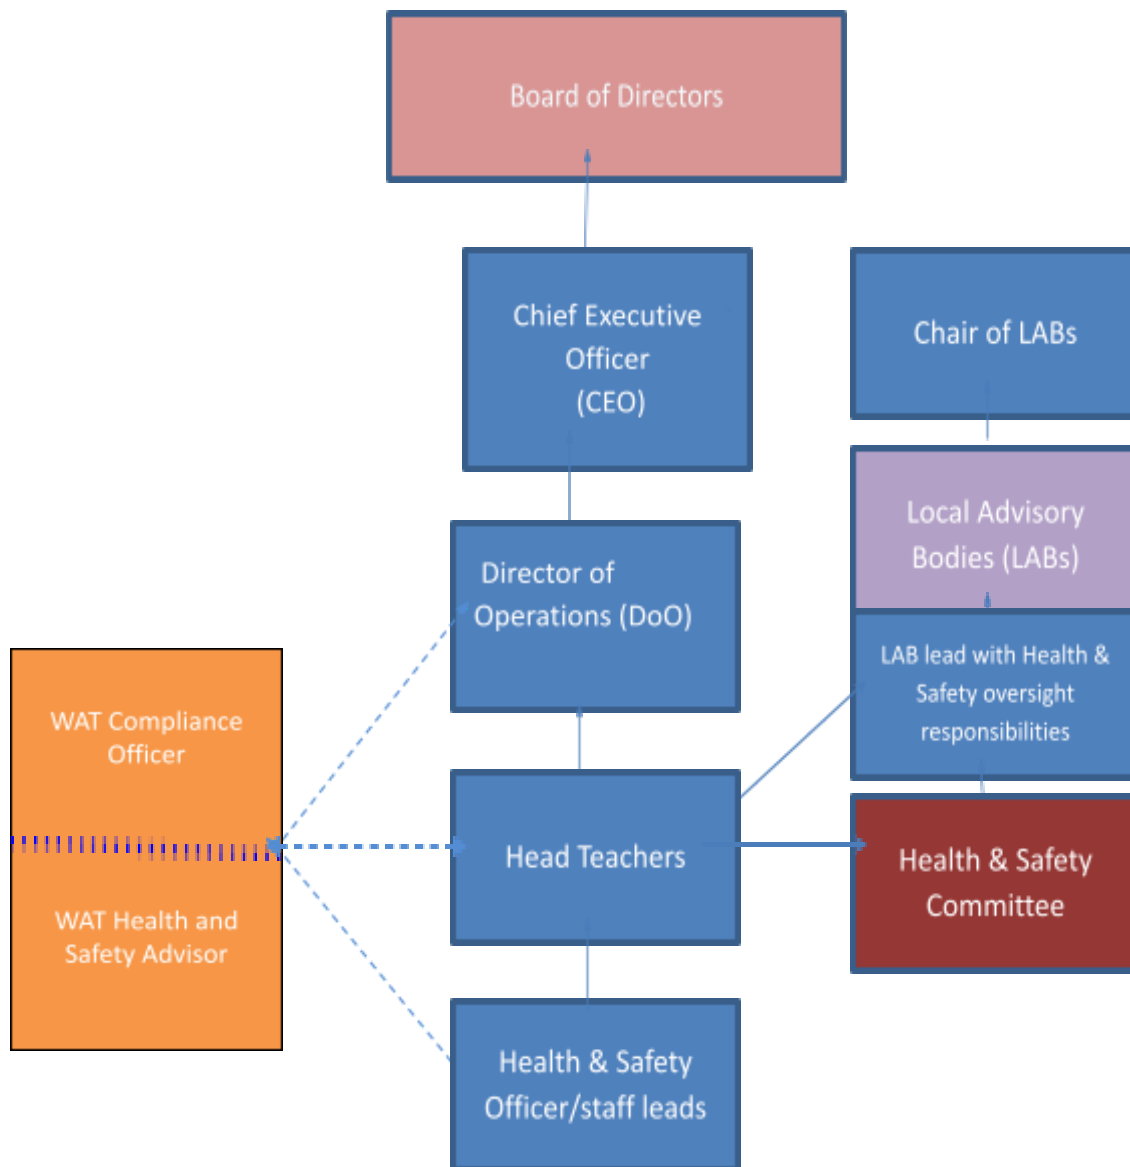 Board of Directors
Chief Executive
Officer
(CEO)
Chair of LABs
Local Advisory
Bodies (LABs)
Director of
Operations (DoO)
LAB lead with Health &
Safety oversight
responsibilities
WAT Compliance
Officer
WAT Health and
Safety Advisor
Head Teachers
Health & Safety
Committee
Health & Safety
Officer/staff leads